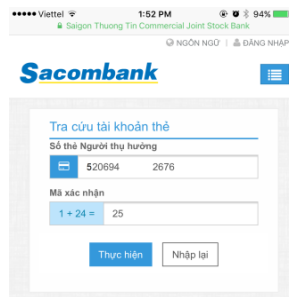 Viettel 1:52 PM 94%
Saigon Thuong Tin Commercial Joint Stock Bank
NGÔN NGỮ | ĐĂNG NHẬP
Sacombank
Tra cứu tài khoản thẻ
Số thẻ Người thụ hưởng
520694 2676
Mã xác nhận
1 + 24 = 25
Thực hiện Nhập lại